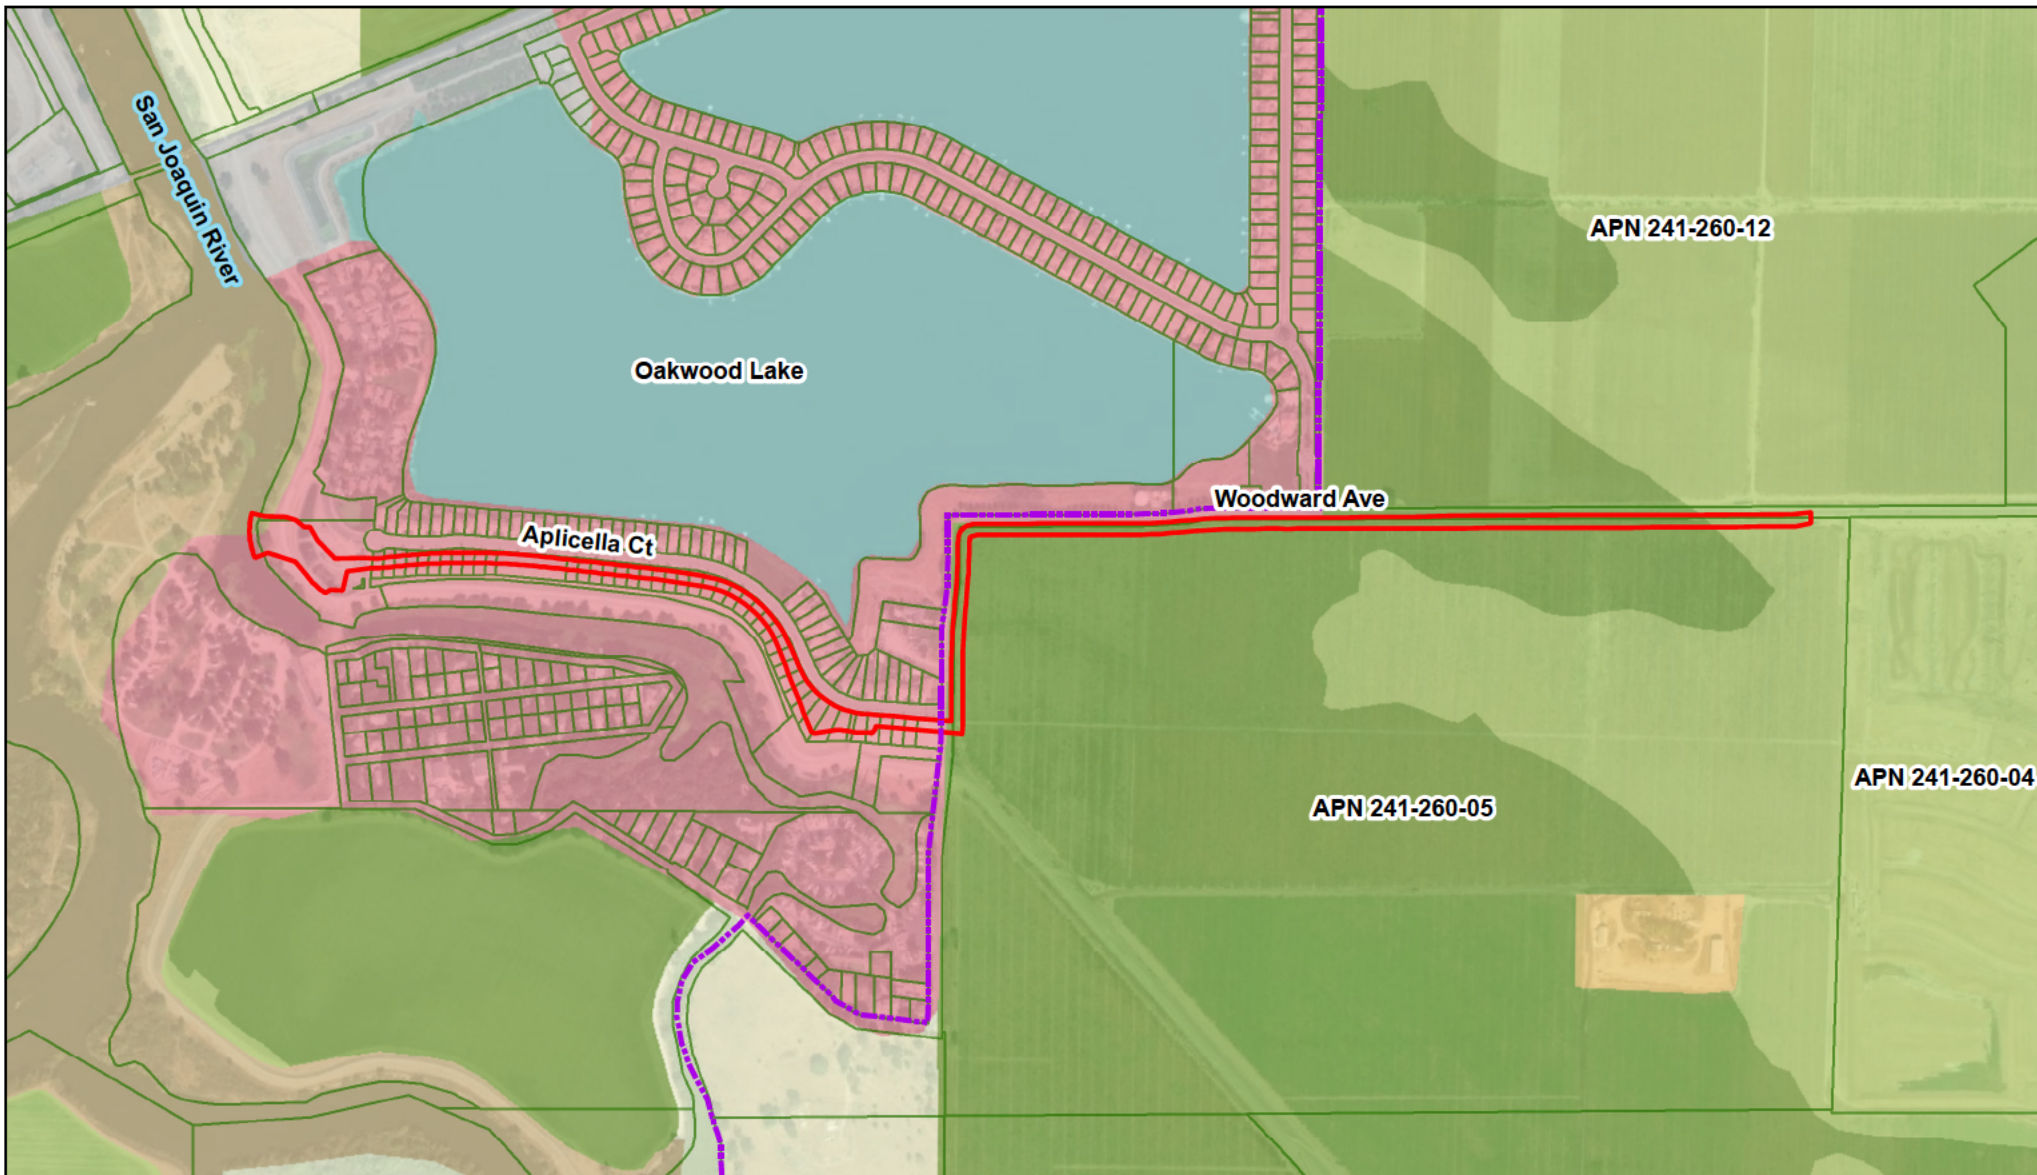 San Joaquin River
APN 241-260-12
Oakwood Lake
Woodward Ave
Aplicella Ct
APN 241-260-04
APN 241-260-05